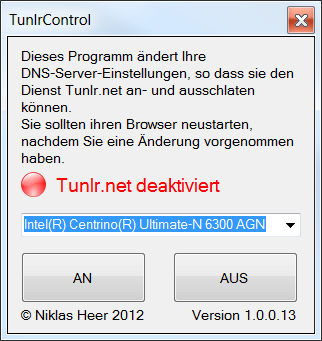 TunlrControl
Dieses Programm ändert Ihre
DNS-Server-Einstellungen, so dass sie den
Dienst Tunlr.net an- und ausschlaten
können.
Sie sollten ihren Browser neustarten,
nachdem Sie eine Änderung vorgenommen
haben.
Tunlr.net deaktiviert
Intel(R) Centrino(R) Ultimate-N 6300 AGN
AN AUS
© Niklas Heer 2012 Version 1.0.0.13